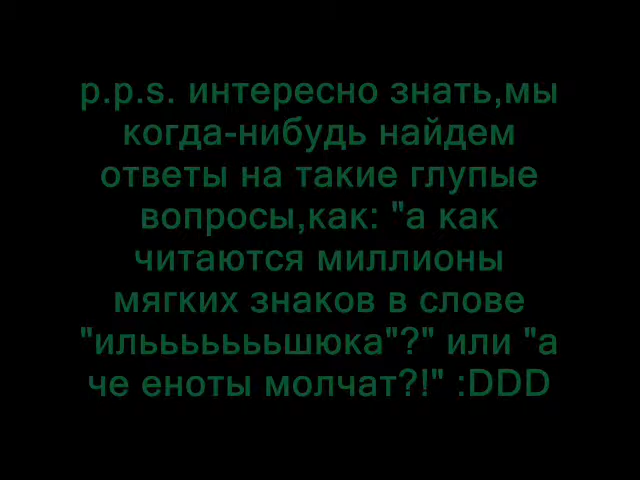 p.p.s. интересно знать,мы
когда-нибудь найдем
ответы на такие глупые
вопросы,как: "а как
читаются миллионы
мягких знаков в слове
"ильььььььшюка"?" или "а
че еноты молчат?!" :DDD